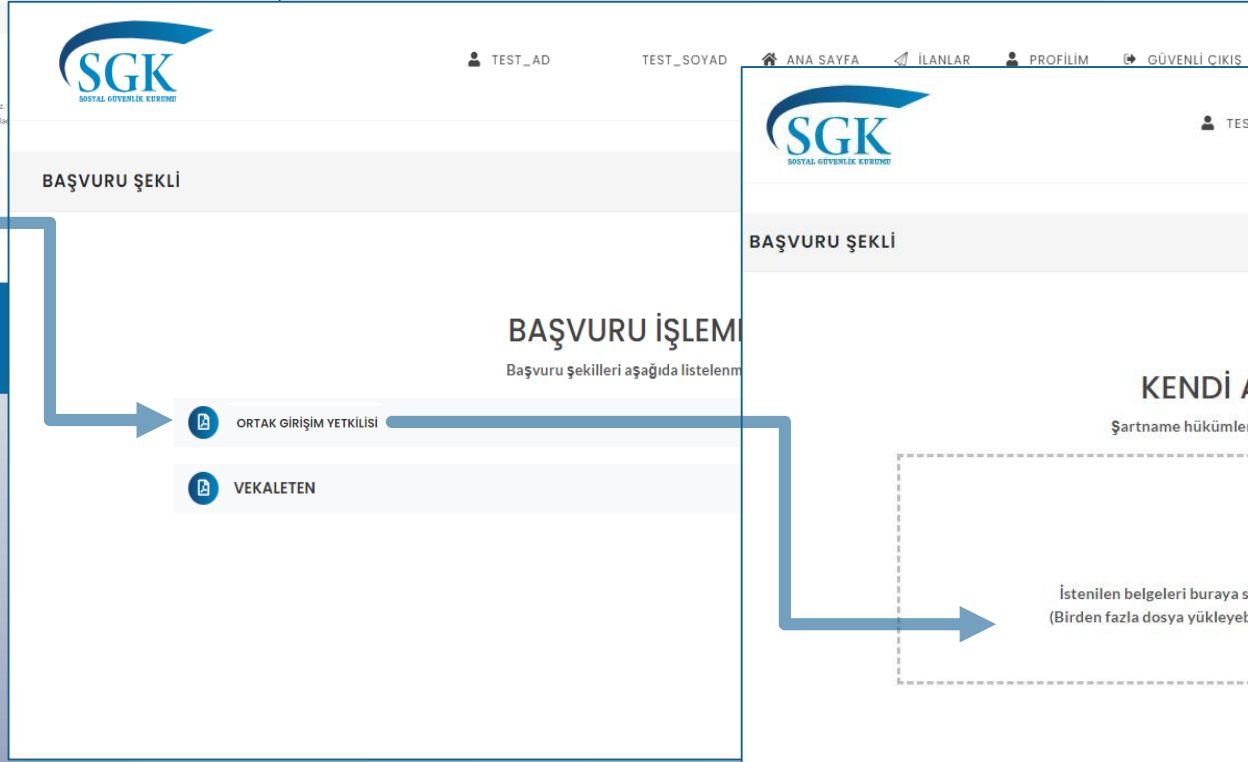 SGK
SOSYAL GÜVENLİK KURUMU
TEST_AD TEST_SOYAD ANA SAYFA İLANLAR PROFİLİM GÜVENLİ ÇIKIS
BAŞVURU ŞEKLİ
BAŞVURU İŞLEM
Başvuru şekilleri aşağıda listelenm
ORTAK GİRİŞİM YETKİLİSİ
VEKALETEN
SGK
SOSYAL GÜVENLİK KURUMU
TES
BAŞVURU ŞEKLİ
KENDİ A
Şartname hükümler
İstenilen belgeleri buraya s
(Birden fazla dosya yükleyeb